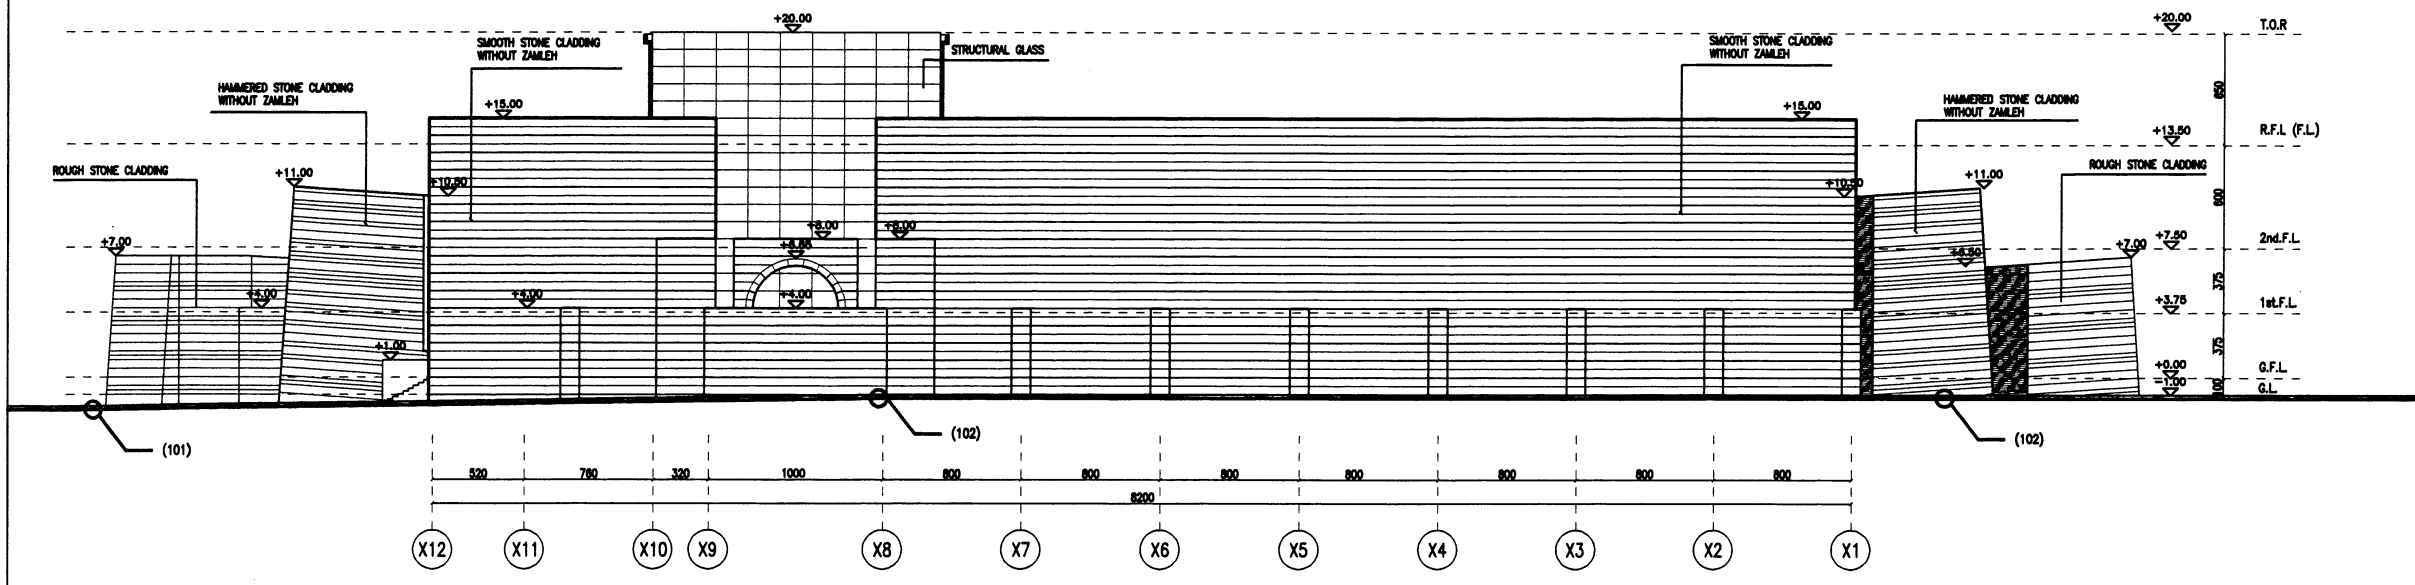 +20.00
+20.00
T.O.R
SMOOTH STONE CLADDING
WITHOUT ZAMLEH
STRUCTURAL GLASS
SMOOTH STONE CLADDING
WITHOUT ZAMLEH
HAMMERED STONE CLADDING
WITHOUT ZAMLEH
650
+15.00
+15.00
HAMMERED STONE CLADDING
WITHOUT ZAMLEH
+13.50
R.F.L (F.L.)
ROUGH STONE CLADDING
+11.00
+10.50
+10.50
+11.00
ROUGH STONE CLADDING
600
+7.00
+8.00
+8.00
+7.50
2nd.F.L
+7.00
+6.50
375
+4.00
+4.00
+4.00
+3.75
1st.F.L
+1.00
375
+0.00
G.F.L
-1.00
G.L
100
(101)
(102)
(102)
520
760
320
1000
800
800
800
800
800
800
800
8200
X12
X11
X10
X9
X8
X7
X6
X5
X4
X3
X2
X1